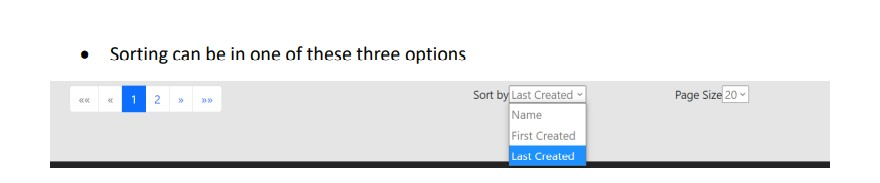 • Sorting can be in one of these three options
«« « 1 2 » »» Sort by Last Created Page Size 20
Name
First Created
Last Created